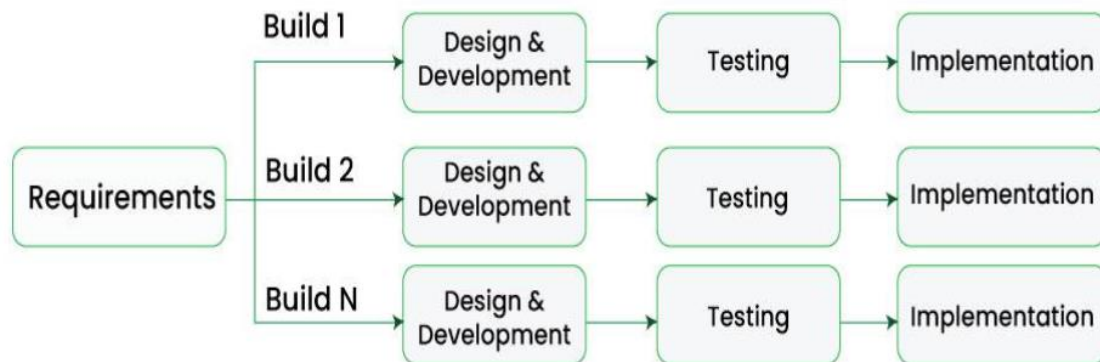 Build 1
Design &
Development
Testing
Implementation
Requirements
Build 2
Design &
Development
Testing
Implementation
Build N
Design &
Development
Testing
Implementation